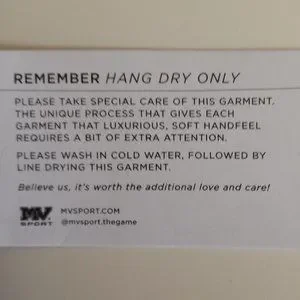 REMEMBER HANG DRY ONLY
PLEASE TAKE SPECIAL CARE OF THIS GARMENT.
THE UNIQUE PROCESS THAT GIVES EACH
GARMENT THAT LUXURIOUS, SOFT HANDFEEL
REQUIRES A BIT OF EXTRA ATTENTION.
PLEASE WASH IN COLD WATER, FOLLOWED BY
LINE DRYING THIS GARMENT.
Believe us, it's worth the additional love and care!
MV SPORT
MVSPORT.COM
@mvsport.thegame